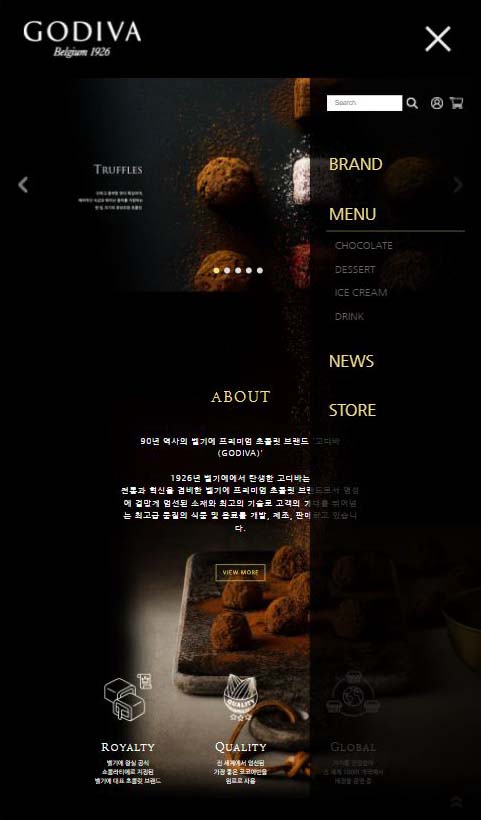 GODIVA
Belgium 1926
Search
TRUFFLES
BRAND
MENU
CHOCOLATE
DESSERT
ICE CREAM
DRINK
NEWS
STORE
ABOUT
90년 역사의 벨기에 프리미엄 초콜릿 브랜드 '고디바
(GODIVA)'
1926년 벨기에에서 탄생한 고디바는
전통과 혁신을 겸비한 벨기에 프리미엄 초콜릿 브랜드로서 명성
에 걸맞게 엄선된 소재와 최고의 기술로 고객의 기대를 뛰어넘
는 최고급 품질의 식품 및 음료를 개발, 제조, 판매하고 있습니
다.
VIEW MORE
QUALITY
ROYALTY
QUALITY
GLOBAL
벨기에 왕실 공식
쇼콜라티에로 지정된
벨기에 대표 초콜릿 브랜드
전 세계에서 엄선된
가장 좋은 코코아만을
원료로 사용